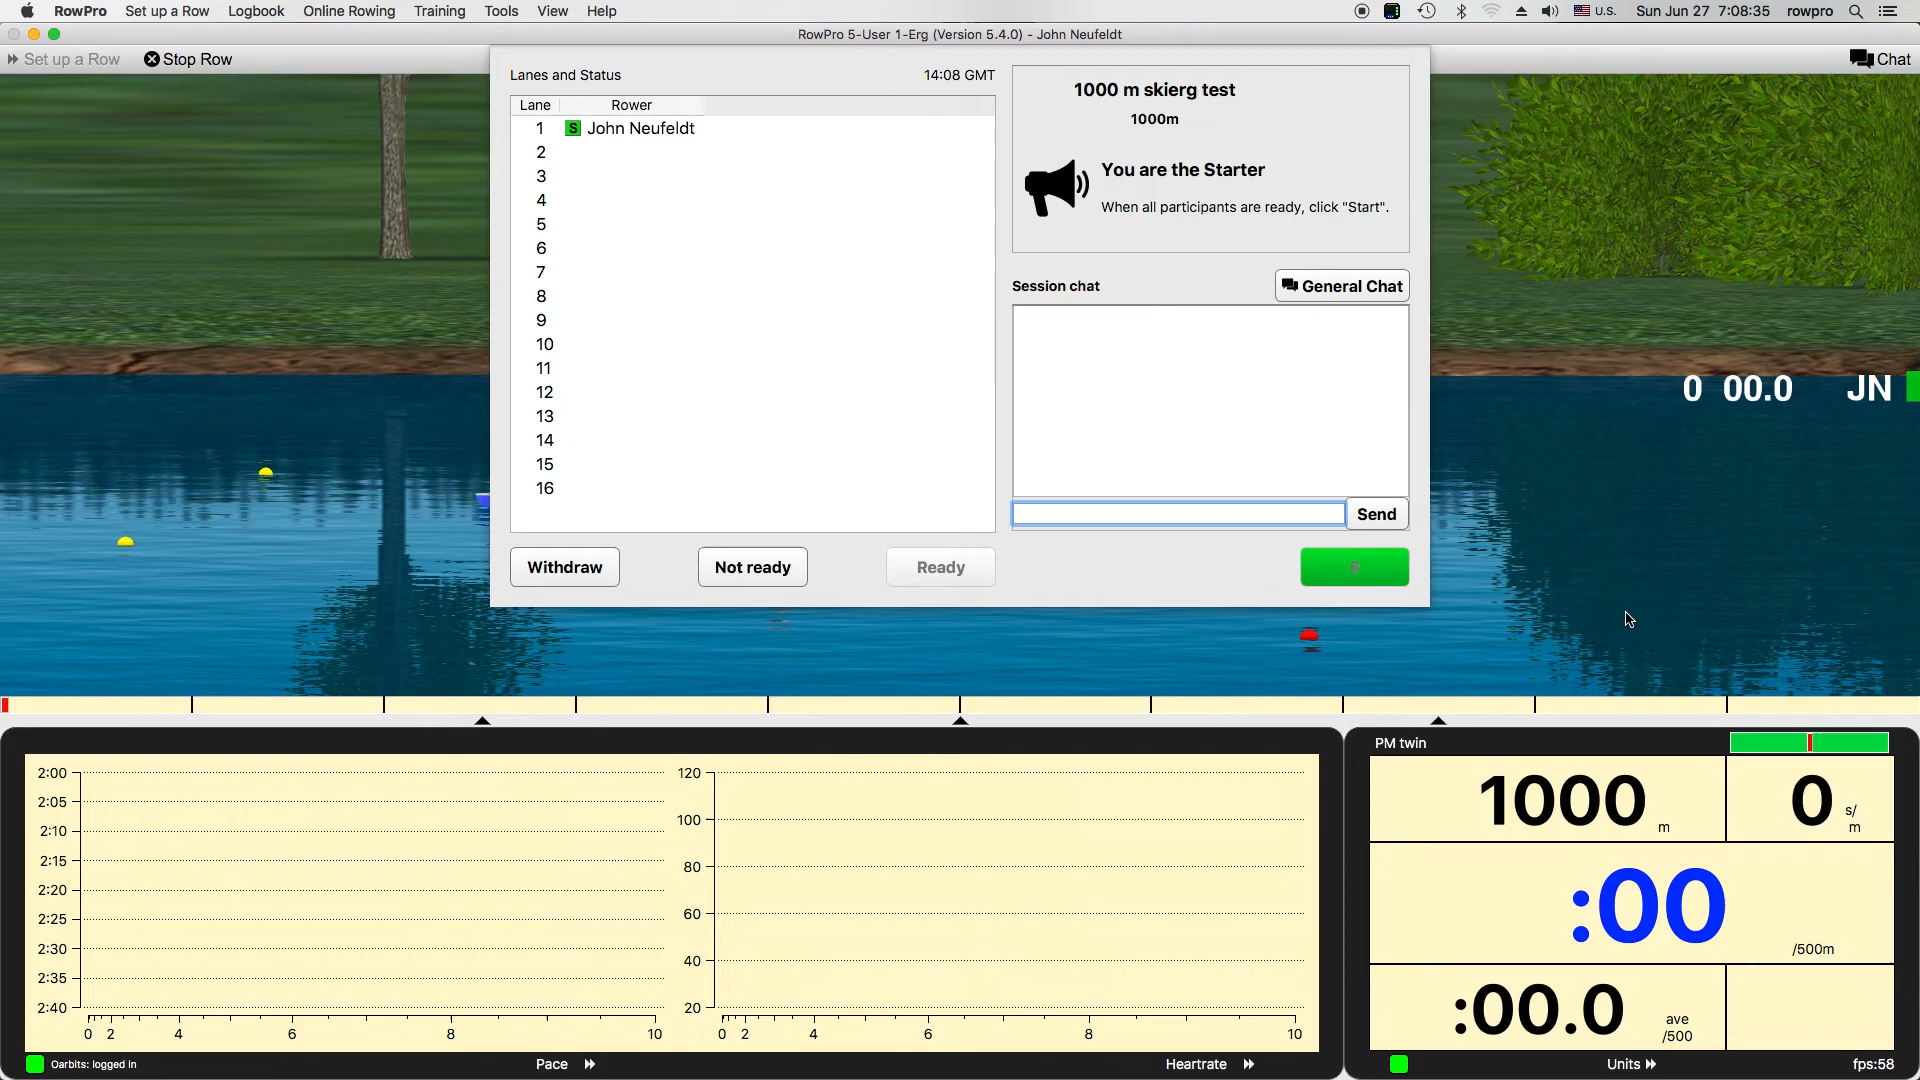 RowPro Set up a Row Logbook Online Rowing Training Tools View Help U.S. Sun Jun 27 7:08:35 rowpro
RowPro 5-User 1-Erg (Version 5.4.0) - John Neufeldt
Set up a Row Stop Row Chat
Lanes and Status 14:08 GMT
Lane Rower
1 S John Neufeldt
2
3
4
5
6
7
8
9
10
11
12
13
14
15
16
Withdraw Not ready Ready
1000 m skierg test
1000m
You are the Starter
When all participants are ready, click "Start".
Session chat General Chat
Send
0 00.0 JN
2:00
2:05
2:10
2:15
2:20
2:25
2:30
2:35
2:40
0 2 4 6 8 10
120
100
80
60
40
20
0 2 4 6 8 10
Oarbits: logged in Pace Heartrate
PM twin
1000 m 0 s/m
:00 /500m
:00.0 ave /500
Units fps:58